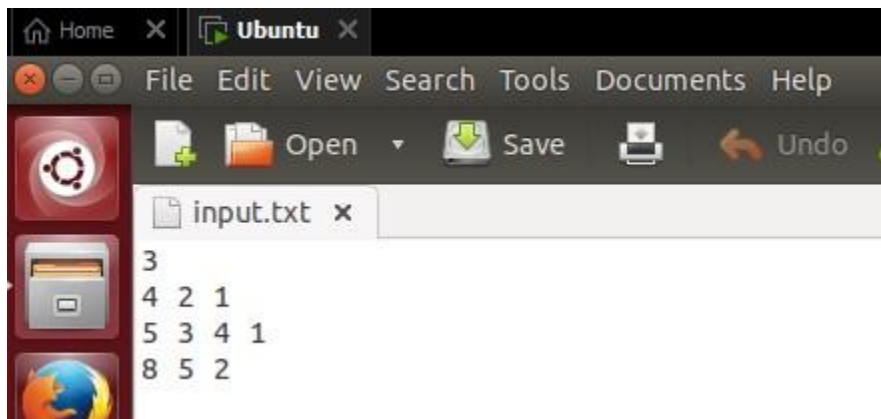 Home Ubuntu
File Edit View Search Tools Documents Help
Open Save Undo
input.txt
3
4 2 1
5 3 4 1
8 5 2